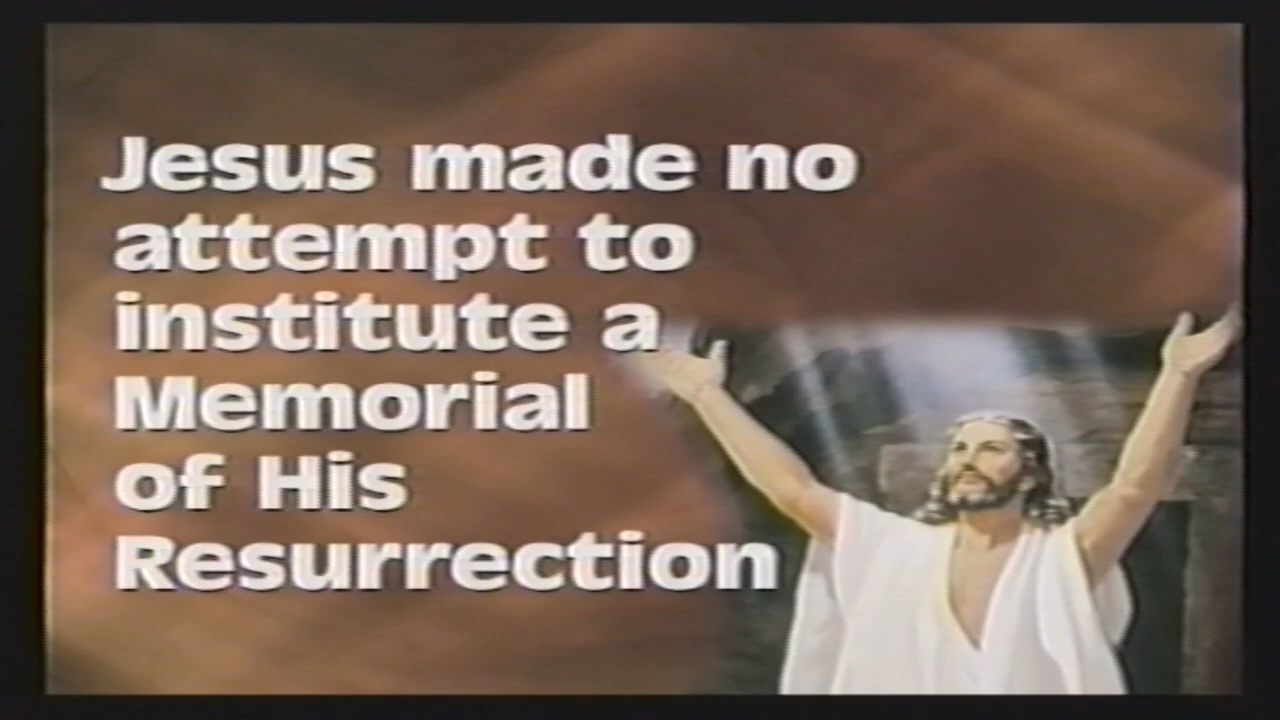 Jesus made no
attempt to
institute a
Memorial
of His
Resurrection